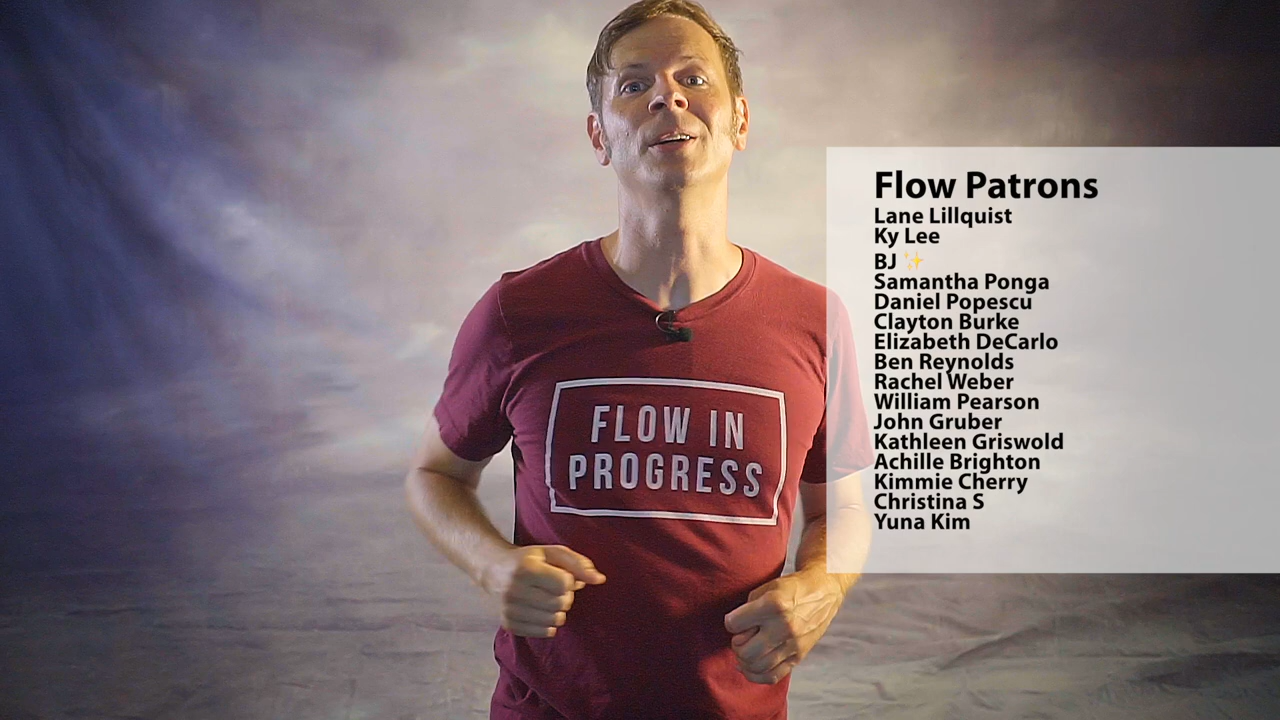 FLOW IN
PROGRESS
Flow Patrons
Lane Lillquist
Ky Lee
BJ ✨
Samantha Ponga
Daniel Popescu
Clayton Burke
Elizabeth DeCarlo
Ben Reynolds
Rachel Weber
William Pearson
John Gruber
Kathleen Griswold
Achille Brighton
Kimmie Cherry
Christina S
Yuna Kim